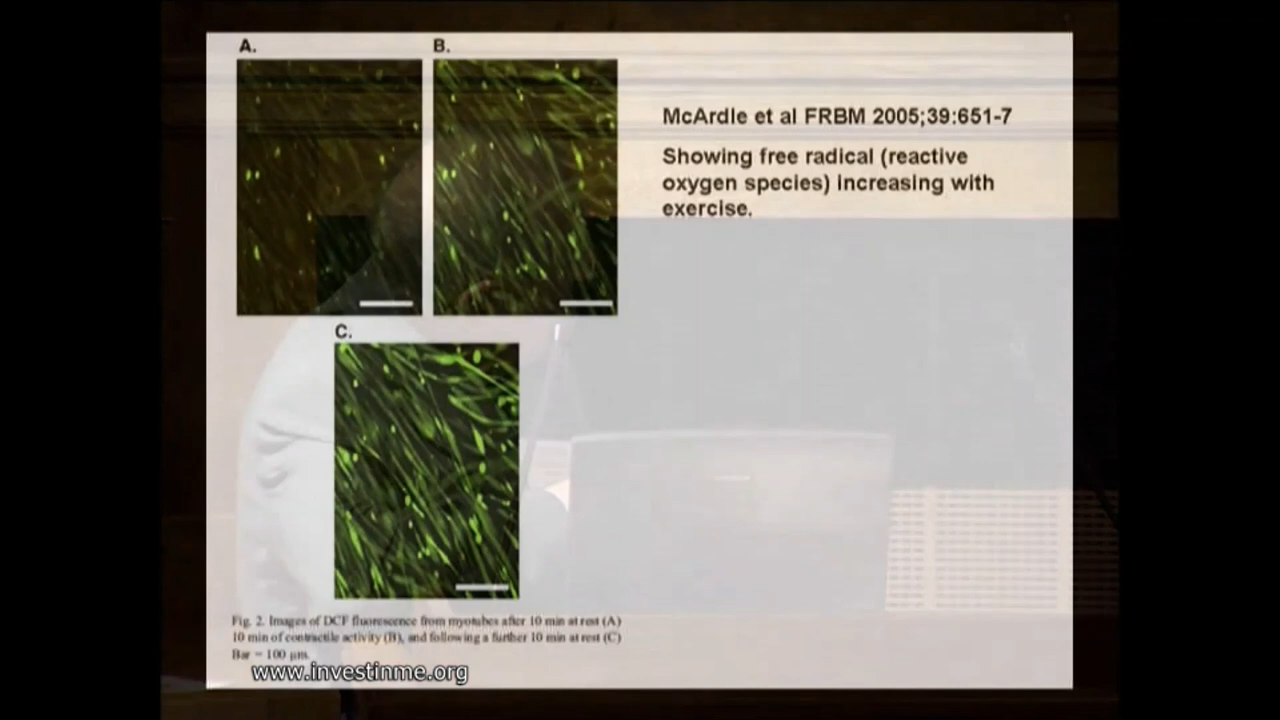 A.
B.
McArdle et al FRBM 2005;39:651-7
Showing free radical (reactive
oxygen species) increasing with
exercise.
C.
Fig. 2. Images of DCF fluorescence from myotubes after 10 min at rest (A)
10 min of contractile activity (B), and following a further 10 min at rest (C)
Bar = 100 μm.
www.investinme.org